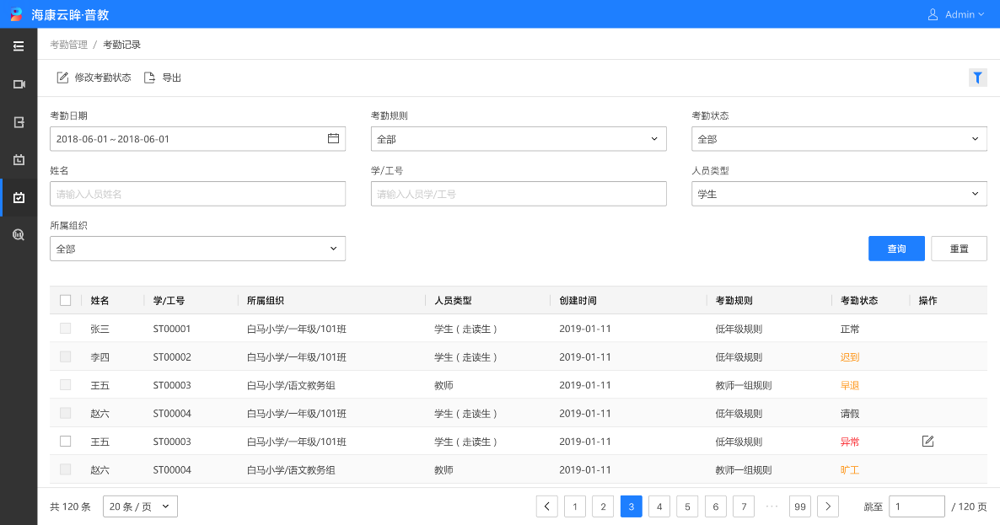 海康云眸·普教
Admin
考勤管理 / 考勤记录
修改考勤状态 导出
考勤日期 考勤规则 考勤状态
2018-06-01 ~ 2018-06-01 全部 全部
姓名 学/工号 人员类型
请输入人员姓名 请输入人员学/工号 学生
所属组织
全部 查询 重置
姓名 学/工号 所属组织 人员类型 创建时间 考勤规则 考勤状态 操作
张三 ST00001 白马小学/一年级/101班 学生（走读生） 2019-01-11 低年级规则 正常
李四 ST00002 白马小学/一年级/101班 学生（走读生） 2019-01-11 低年级规则 迟到
王五 ST00003 白马小学/语文教务组 教师 2019-01-11 教师一组规则 早退
赵六 ST00004 白马小学/一年级/101班 学生（走读生） 2019-01-11 低年级规则 请假
王五 ST00003 白马小学/一年级/101班 学生（走读生） 2019-01-11 低年级规则 异常
赵六 ST00004 白马小学/语文教务组 教师 2019-01-11 教师一组规则 旷工
共 120 条 20 条 / 页 1 2 3 4 5 6 7 ··· 99 跳至 1 / 120 页